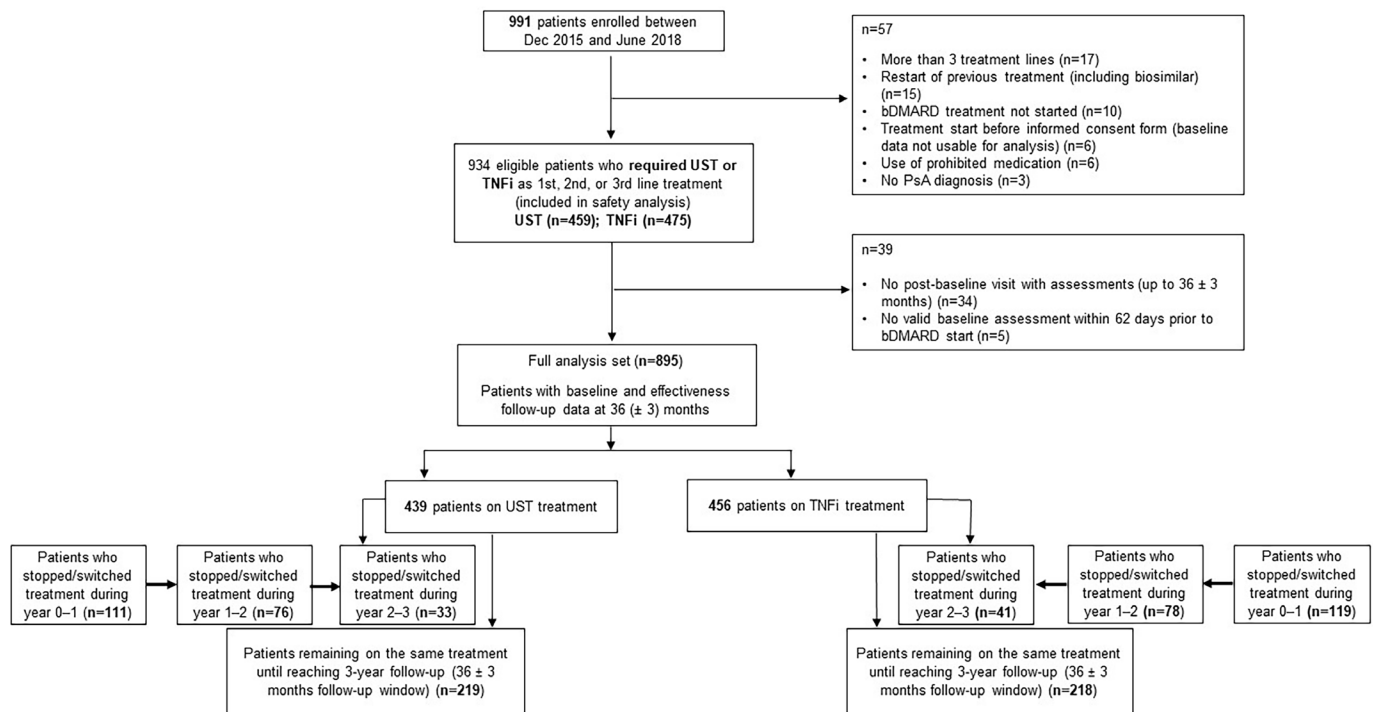 991 patients enrolled between
Dec 2015 and June 2018
n=57
• More than 3 treatment lines (n=17)
• Restart of previous treatment (including biosimilar)
(n=15)
• bDMARD treatment not started (n=10)
• Treatment start before informed consent form (baseline
data not usable for analysis) (n=6)
• Use of prohibited medication (n=6)
• No PsA diagnosis (n=3)
934 eligible patients who required UST or
TNFi as 1st, 2nd, or 3rd line treatment
(included in safety analysis)
UST (n=459); TNFi (n=475)
n=39
• No post-baseline visit with assessments (up to 36 ± 3
months) (n=34)
• No valid baseline assessment within 62 days prior to
bDMARD start (n=5)
Full analysis set (n=895)
Patients with baseline and effectiveness
follow-up data at 36 (± 3) months
439 patients on UST treatment
456 patients on TNFi treatment
Patients who
stopped/switched
treatment during
year 0–1 (n=111)
Patients who
stopped/switched
treatment during
year 1–2 (n=76)
Patients who
stopped/switched
treatment during
year 2–3 (n=33)
Patients who
stopped/switched
treatment during
year 2–3 (n=41)
Patients who
stopped/switched
treatment during
year 1–2 (n=78)
Patients who
stopped/switched
treatment during
year 0–1 (n=119)
Patients remaining on the same treatment
until reaching 3-year follow-up (36 ± 3
months follow-up window) (n=219)
Patients remaining on the same treatment
until reaching 3-year follow-up (36 ± 3
months follow-up window) (n=218)